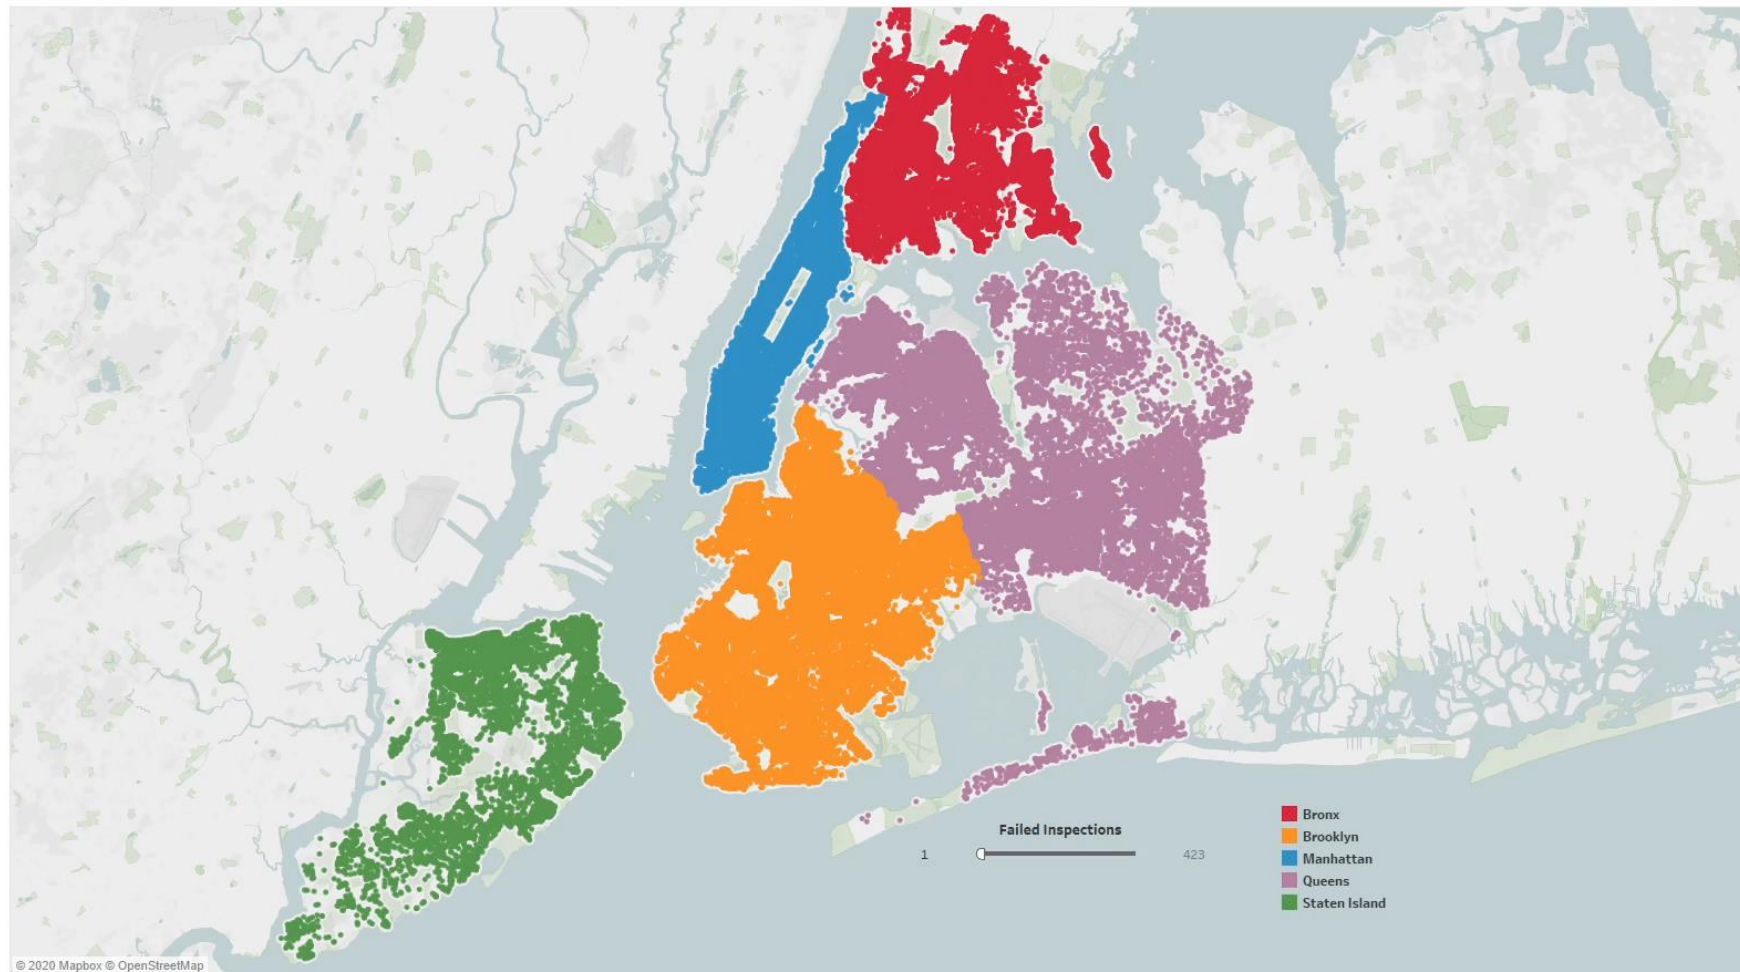 Failed Inspections
1 423
Bronx
Brooklyn
Manhattan
Queens
Staten Island
© 2020 Mapbox © OpenStreetMap